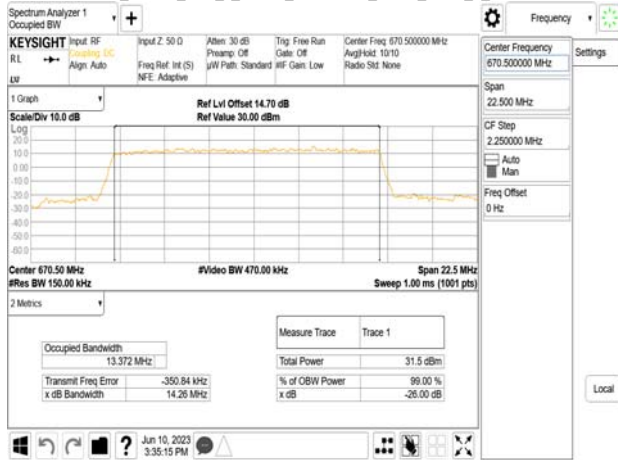 Spectrum Analyzer 1
Occupied BW
+
Frequency
KEYSIGHT
RL
LW
Input: RF
Coupling: DC
Align: Auto
Input Z: 50 Ω
Freq Ref: Int (S)
NFE: Adaptive
Atten: 30 dB
Preamp: Off
µW Path: Standard
Trig: Free Run
Gate: Off
#IF Gain: Low
Center Freq: 670.500000 MHz
Avg|Hold: 10/10
Radio Std: None
Center Frequency
670.500000 MHz
Settings
Span
22.500 MHz
CF Step
2.250000 MHz
Auto
Man
Freq Offset
0 Hz
Local
1 Graph
Scale/Div 10.0 dB
Ref Lvl Offset 14.70 dB
Ref Value 30.00 dBm
Log
20.0
10.0
0.00
-10.0
-20.0
-30.0
-40.0
-50.0
-60.0
Center 670.50 MHz
#Video BW 470.00 kHz
Span 22.5 MHz
#Res BW 150.00 kHz
Sweep 1.00 ms (1001 pts)
2 Metrics
Measure Trace
Trace 1
Occupied Bandwidth
13.372 MHz
Total Power
31.5 dBm
Transmit Freq Error
-350.84 kHz
% of OBW Power
99.00 %
x dB Bandwidth
14.26 MHz
x dB
-26.00 dB
?
Jun 10, 2023
3:35:15 PM